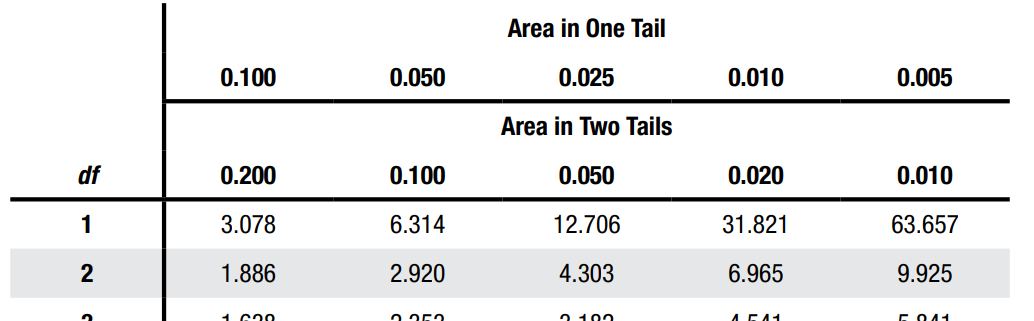 Area in One Tail
0.100 0.050 0.025 0.010 0.005
Area in Two Tails
df 0.200 0.100 0.050 0.020 0.010
1 3.078 6.314 12.706 31.821 63.657
2 1.886 2.920 4.303 6.965 9.925